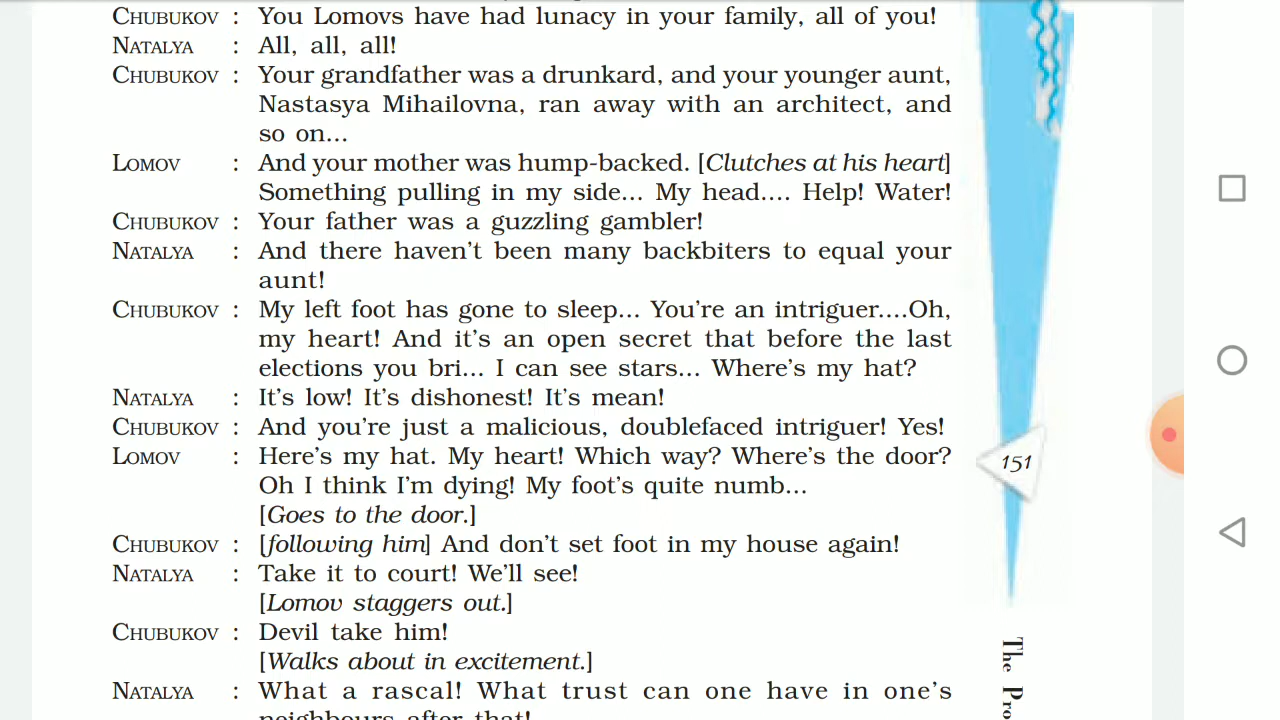 CHUBUKOV : You Lomovs have had lunacy in your family, all of you!
NATALYA : All, all, all!
CHUBUKOV : Your grandfather was a drunkard, and your younger aunt,
Nastasya Mihailovna, ran away with an architect, and
so on...
LOMOV : And your mother was hump-backed. [Clutches at his heart]
Something pulling in my side... My head.... Help! Water!
CHUBUKOV : Your father was a guzzling gambler!
NATALYA : And there haven't been many backbiters to equal your
aunt!
CHUBUKOV : My left foot has gone to sleep... You're an intriguer....Oh,
my heart! And it's an open secret that before the last
elections you bri... I can see stars... Where's my hat?
NATALYA : It's low! It's dishonest! It's mean!
CHUBUKOV : And you're just a malicious, doublefaced intriguer! Yes!
LOMOV : Here's my hat. My heart! Which way? Where's the door?
Oh I think I'm dying! My foot's quite numb...
[Goes to the door.]
CHUBUKOV : [following him] And don't set foot in my house again!
NATALYA : Take it to court! We'll see!
[Lomov staggers out.]
CHUBUKOV : Devil take him!
[Walks about in excitement.]
NATALYA : What a rascal! What trust can one have in one's
neighbours after that!
151
The Pro